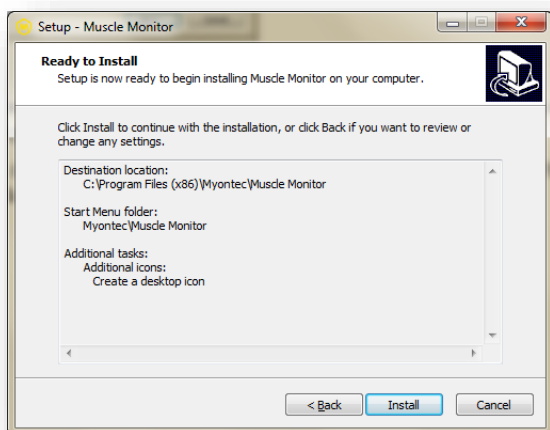 Setup - Muscle Monitor
Ready to Install
Setup is now ready to begin installing Muscle Monitor on your computer.
Click Install to continue with the installation, or click Back if you want to review or
change any settings.
Destination location:
C:\Program Files (x86)\Myontec\Muscle Monitor
Start Menu folder:
Myontec\Muscle Monitor
Additional tasks:
Additional icons:
Create a desktop icon
< Back
Install
Cancel